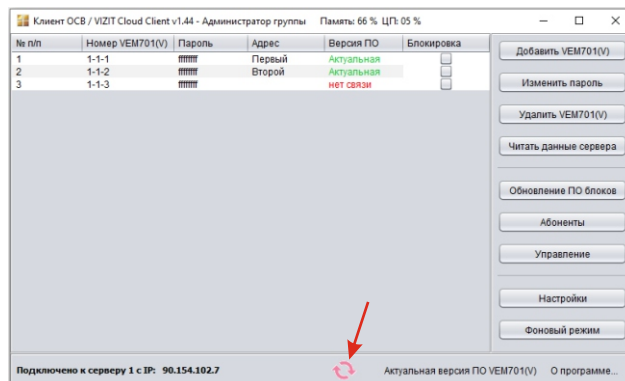 Клиент ОСВ / VIZIT Cloud Client v1.44 - Администратор группы Память: 66 % ЦП: 05 %
№ п/п Номер VEM701(V) Пароль Адрес Версия ПО Блокировка
1 1-1-1 ffffffff Первый Актуальная
2 1-1-2 ffffffff Второй Актуальная
3 1-1-3 ffffffff нет связи
Добавить VEM701(V)
Изменить пароль
Удалить VEM701(V)
Читать данные сервера
Обновление ПО блоков
Абоненты
Управление
Настройки
Фоновый режим
Подключено к серверу 1 с IP: 90.154.102.7 Актуальная версия ПО VEM701(V) О программе...